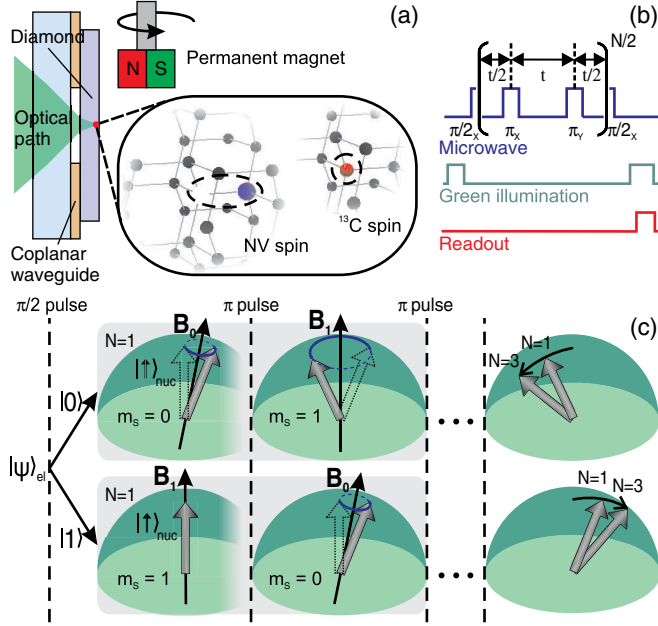 (a)
Diamond
N S
Permanent magnet
Optical
path
NV spin
¹³C spin
Coplanar
waveguide
(b)
N/2
t/2 t t/2
π/2ₓ πₓ π_Y π/2ₓ
Microwave
Green illumination
Readout
π/2 pulse π pulse π pulse (c)
N=1 B₀ B₁ N=1
N=3
|⇑⟩nuc
|0⟩
mₛ = 0 mₛ = 1
|ψ⟩el
N=1 B₁ B₀ N=1
N=3
|↑⟩nuc
|1⟩
mₛ = 1 mₛ = 0